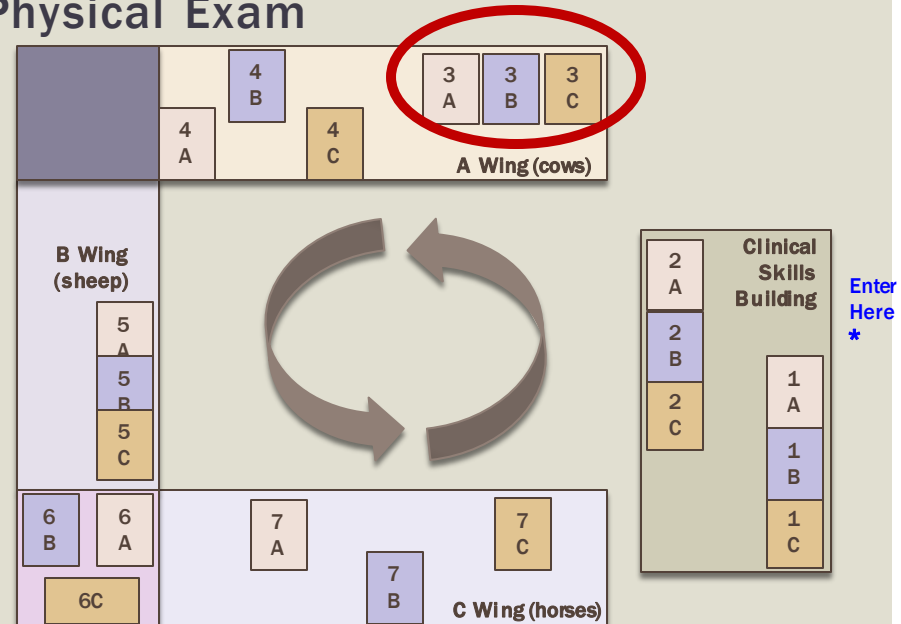 Physical Exam
4
B
3
A
3
B
3
C
4
A
4
C
A Wing (cows)
B Wing
(sheep)
Clinical
Skills
Building
2
A
Enter
Here
*
2
B
2
C
5
A
5
B
5
C
1
A
1
B
1
C
6
B
6
A
6C
7
A
7
B
7
C
C Wing (horses)